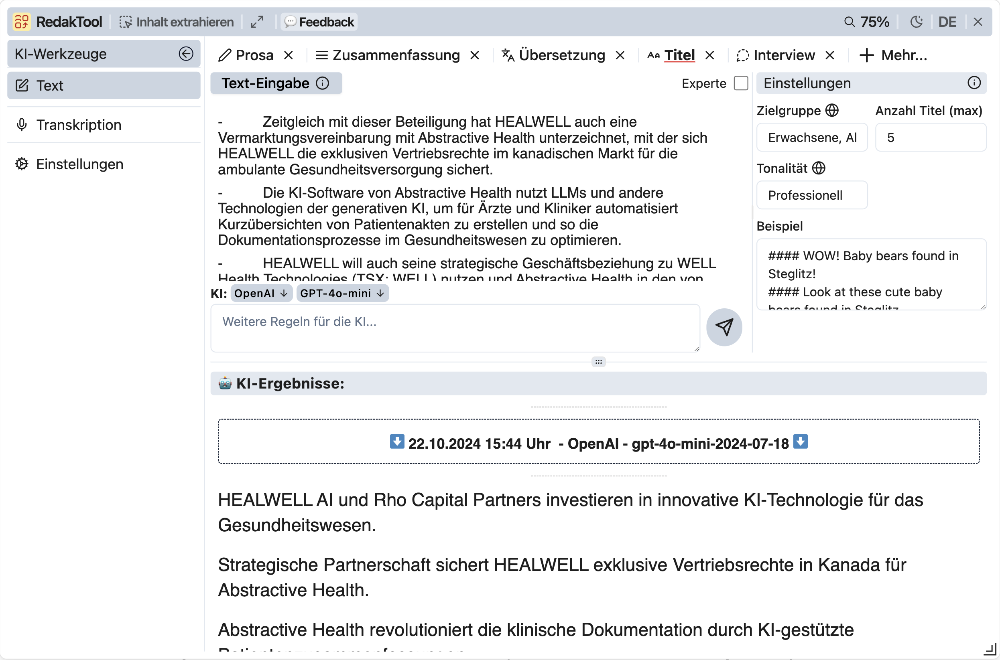 RedakTool Inhalt extrahieren Feedback 75% DE
KI-Werkzeuge
Text
Transkription
Einstellungen
Prosa Zusammenfassung Übersetzung Titel Interview Mehr...
Text-Eingabe
Experte
- Zeitgleich mit dieser Beteiligung hat HEALWELL auch eine
Vermarktungsvereinbarung mit Abstractive Health unterzeichnet, mit der sich
HEALWELL die exklusiven Vertriebsrechte im kanadischen Markt für die
ambulante Gesundheitsversorgung sichert.
- Die KI-Software von Abstractive Health nutzt LLMs und andere
Technologien der generativen KI, um für Ärzte und Kliniker automatisiert
Kurzübersichten von Patientenakten zu erstellen und so die
Dokumentationsprozesse im Gesundheitswesen zu optimieren.
- HEALWELL will auch seine strategische Geschäftsbeziehung zu WELL
Health Technologies (TSX: WELL) nutzen und Abstractive Health in den von
KI: OpenAI GPT-4o-mini
Weitere Regeln für die KI...
Einstellungen
Zielgruppe Anzahl Titel (max)
Erwachsene, Al 5
Tonalität
Professionell
Beispiel
#### WOW! Baby bears found in
Steglitz!
#### Look at these cute baby
bears found in Steglitz
KI-Ergebnisse:
22.10.2024 15:44 Uhr - OpenAI - gpt-4o-mini-2024-07-18
HEALWELL AI und Rho Capital Partners investieren in innovative KI-Technologie für das
Gesundheitswesen.
Strategische Partnerschaft sichert HEALWELL exklusive Vertriebsrechte in Kanada für
Abstractive Health.
Abstractive Health revolutioniert die klinische Dokumentation durch KI-gestützte